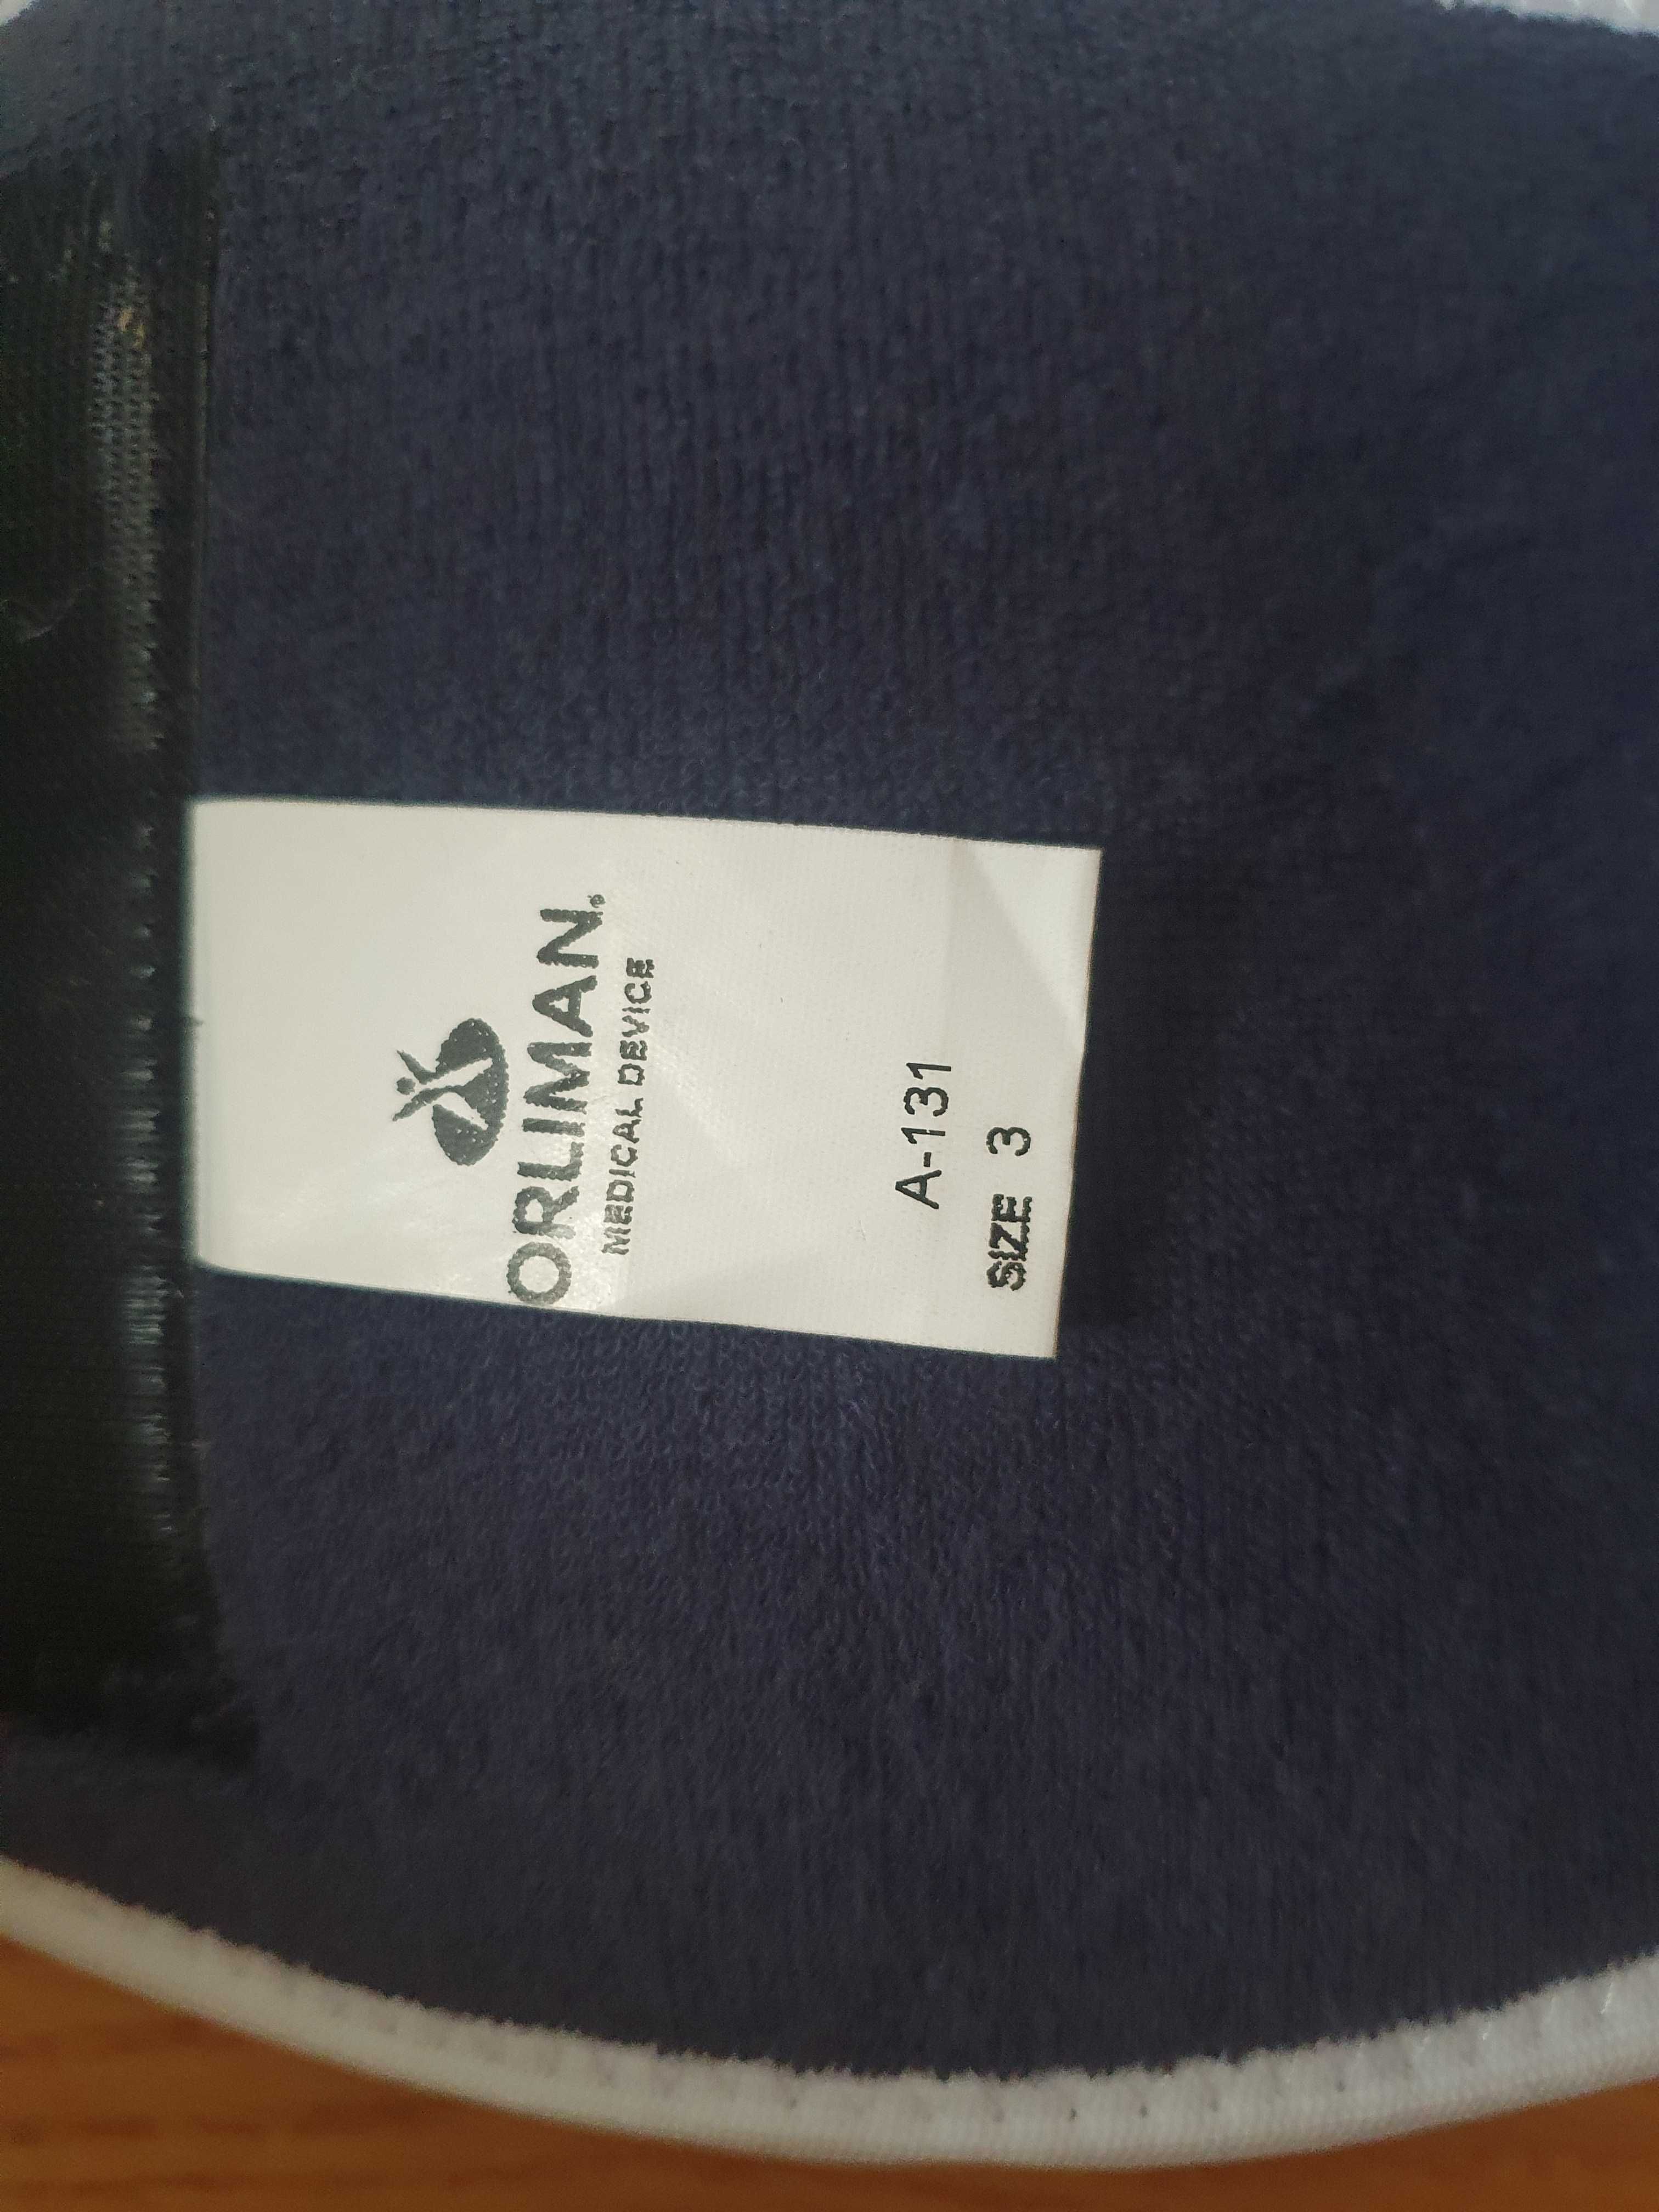 ORLIMAN®
MEDICAL DEVICE
A-131
SIZE 3